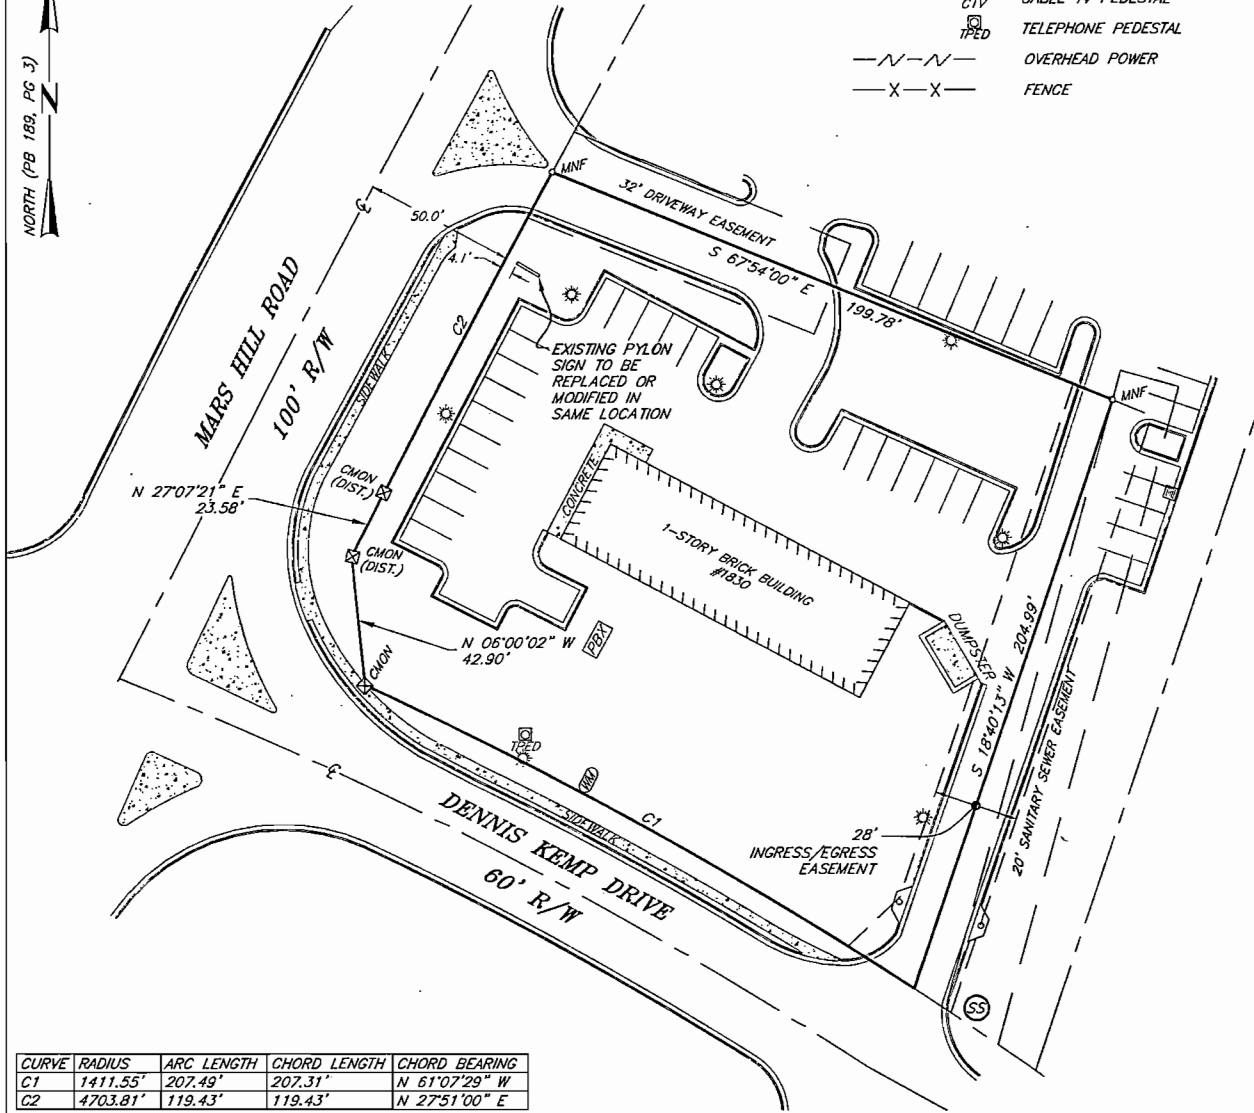 CTV CABLE TV PEDESTAL
TPED TELEPHONE PEDESTAL
OVERHEAD POWER
X X FENCE
NORTH (PB 189, PG 3)
N
MNF
32' DRIVEWAY EASEMENT
S 67°54'00" E
199.78'
50.0'
4.1'
C2
MARS HILL ROAD
100' R/W
SIDEWALK
EXISTING PYLON
SIGN TO BE
REPLACED OR
MODIFIED IN
SAME LOCATION
MNF
CMON
(DIST.)
N 27°07'21" E
23.58'
CMON
(DIST.)
CONCRETE
1-STORY BRICK BUILDING
#1830
N 06°00'02" W
42.90'
PBX
CMON
DUMPSTER
S 18°40'13" W 204.99'
20' SANITARY SEWER EASEMENT
TPED
WM
C1
SIDEWALK
DENNIS KEMP DRIVE
60' R/W
28'
INGRESS/EGRESS
EASEMENT
SS
CURVE RADIUS ARC LENGTH CHORD LENGTH CHORD BEARING
C1 1411.55' 207.49' 207.31' N 61°07'29" W
C2 4703.81' 119.43' 119.43' N 27°51'00" E